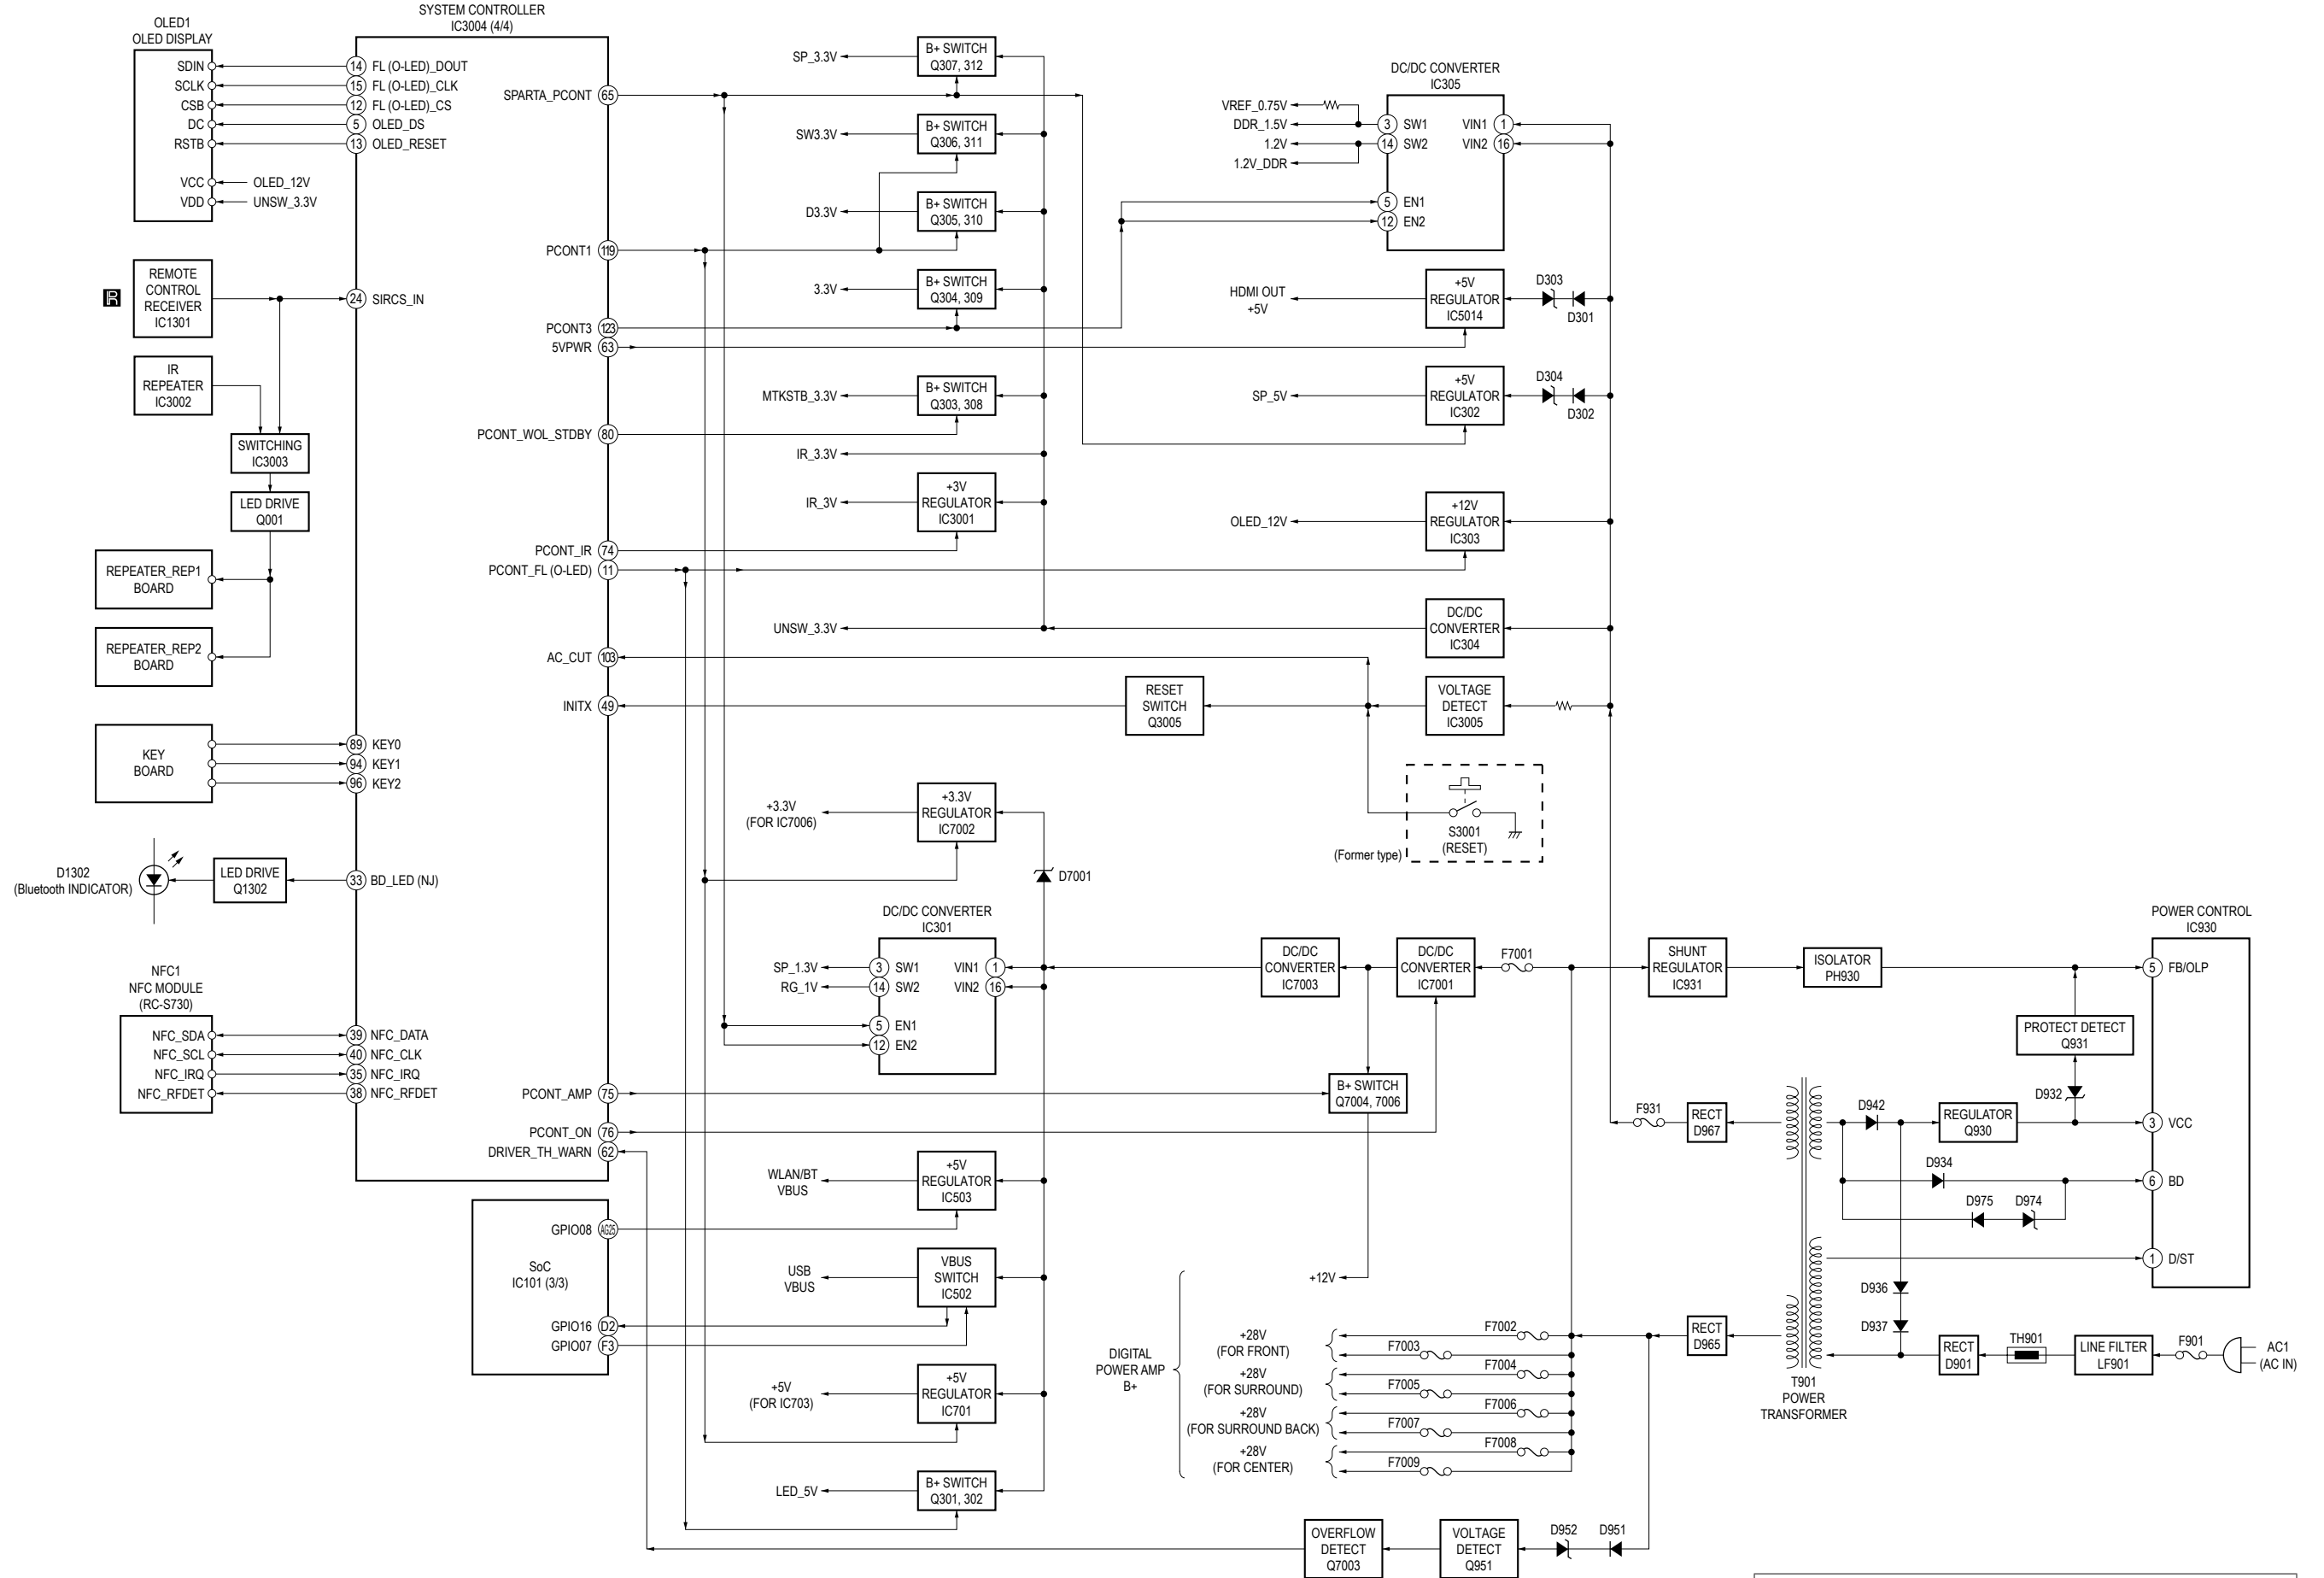 SYSTEM CONTROLLER
IC3004 (4/4)
OLED1
OLED DISPLAY
SDIN
SCLK
CSB
DC
RSTB
VCC
VDD
OLED_12V
UNSW_3.3V
14 FL (O-LED)_DOUT
15 FL (O-LED)_CLK
12 FL (O-LED)_CS
5 OLED_DS
13 OLED_RESET
R
REMOTE
CONTROL
RECEIVER
IC1301
24 SIRCS_IN
IR
REPEATER
IC3002
SWITCHING
IC3003
LED DRIVE
Q001
REPEATER_REP1
BOARD
REPEATER_REP2
BOARD
KEY
BOARD
89 KEY0
94 KEY1
96 KEY2
D1302
(Bluetooth INDICATOR)
LED DRIVE
Q1302
33 BD_LED (NJ)
NFC1
NFC MODULE
(RC-S730)
NFC_SDA
NFC_SCL
NFC_IRQ
NFC_RFDET
39 NFC_DATA
40 NFC_CLK
35 NFC_IRQ
38 NFC_RFDET
SPARTA_PCONT 65
PCONT1 119
PCONT3 123
5VPWR 63
PCONT_WOL_STDBY 80
PCONT_IR 74
PCONT_FL (O-LED) 11
AC_CUT 103
INITX 49
PCONT_AMP 75
PCONT_ON 76
DRIVER_TH_WARN 62
SoC
IC101 (3/3)
GPIO08 AG25
GPIO16 D2
GPIO07 F3
SP_3.3V
B+ SWITCH
Q307, 312
SW3.3V
B+ SWITCH
Q306, 311
D3.3V
B+ SWITCH
Q305, 310
3.3V
B+ SWITCH
Q304, 309
MTKSTB_3.3V
B+ SWITCH
Q303, 308
IR_3.3V
IR_3V
+3V
REGULATOR
IC3001
UNSW_3.3V
+3.3V
(FOR IC7006)
+3.3V
REGULATOR
IC7002
D7001
DC/DC CONVERTER
IC301
SP_1.3V
RG_1V
3 SW1
14 SW2
5 EN1
12 EN2
VIN1 1
VIN2 16
WLAN/BT
VBUS
+5V
REGULATOR
IC503
USB
VBUS
VBUS
SWITCH
IC502
+5V
(FOR IC703)
+5V
REGULATOR
IC701
LED_5V
B+ SWITCH
Q301, 302
DC/DC CONVERTER
IC305
VREF_0.75V
DDR_1.5V
1.2V
1.2V_DDR
3 SW1
14 SW2
5 EN1
12 EN2
VIN1 1
VIN2 16
HDMI OUT
+5V
+5V
REGULATOR
IC5014
D303
D301
SP_5V
+5V
REGULATOR
IC302
D304
D302
OLED_12V
+12V
REGULATOR
IC303
DC/DC
CONVERTER
IC304
RESET
SWITCH
Q3005
VOLTAGE
DETECT
IC3005
S3001
(RESET)
(Former type)
DC/DC
CONVERTER
IC7003
DC/DC
CONVERTER
IC7001
F7001
B+ SWITCH
Q7004, 7006
SHUNT
REGULATOR
IC931
ISOLATOR
PH930
POWER CONTROL
IC930
5 FB/OLP
3 VCC
6 BD
1 D/ST
PROTECT DETECT
Q931
D932
F931
RECT
D967
D942
REGULATOR
Q930
D934
D975
D974
D936
D937
RECT
D965
T901
POWER
TRANSFORMER
RECT
D901
TH901
LINE FILTER
LF901
F901
AC1
(AC IN)
DIGITAL
POWER AMP
B+
+12V
+28V
(FOR FRONT)
+28V
(FOR SURROUND)
+28V
(FOR SURROUND BACK)
+28V
(FOR CENTER)
F7002
F7003
F7004
F7005
F7006
F7007
F7008
F7009
OVERFLOW
DETECT
Q7003
VOLTAGE
DETECT
Q951
D952
D951